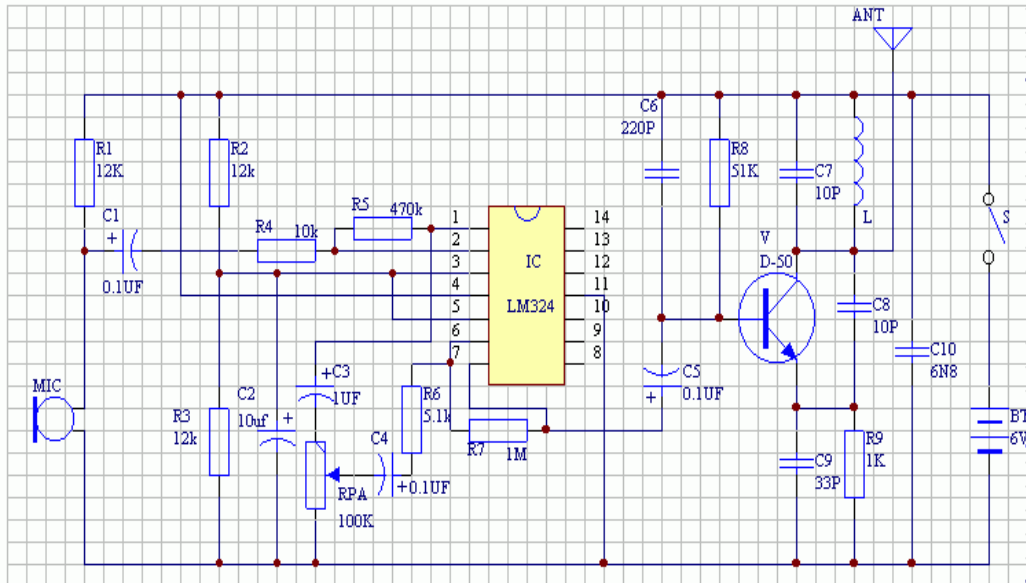 ANT
C6
220P
R1
12K
R2
12k
R8
51K
C7
10P
L
S
C1
+
0.1UF
R4
10k
R5
470k
1
2
3
4
5
6
7
14
13
12
11
10
9
8
IC
LM324
V
D-50
C8
10P
C10
6N8
MIC
R3
12k
C2
10uf
+
+
C3
1UF
R6
5.1k
C4
+
0.1UF
RPA
100K
R7
1M
C5
0.1UF
+
C9
33P
R9
1K
BT
6V